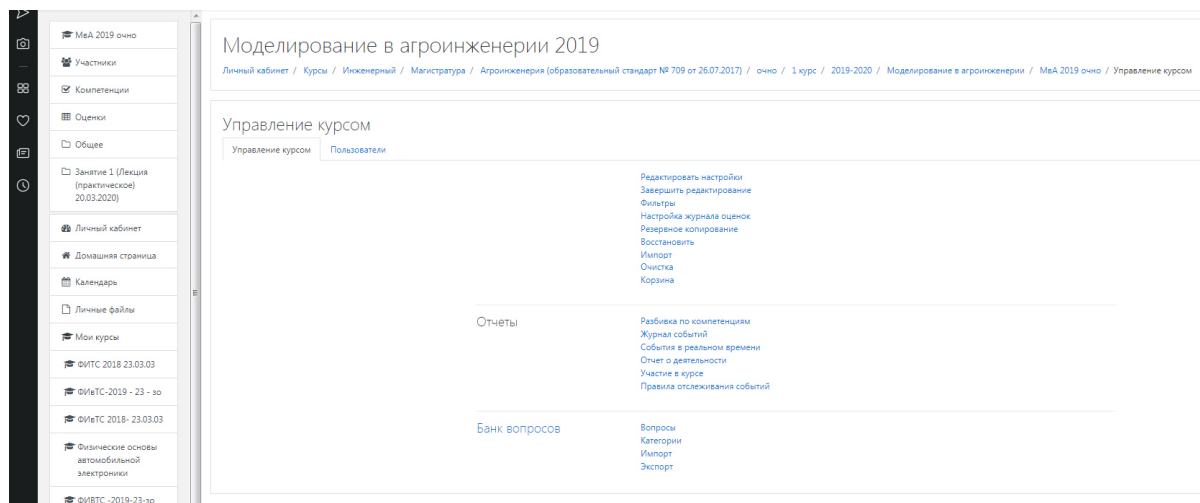 МвА 2019 очно
Участники
Компетенции
Оценки
Общее
Занятие 1 (Лекция
(практическое)
20.03.2020)
Личный кабинет
Домашняя страница
Календарь
Личные файлы
Мои курсы
ФИТС 2018 23.03.03
ФИвТС-2019 - 23 - зо
ФИвТС 2018- 23.03.03
Физические основы
автомобильной
электроники
ФИВТС -2019-23-зо
Моделирование в агроинженерии 2019
Личный кабинет / Курсы / Инженерный / Магистратура / Агроинженерия (образовательный стандарт № 709 от 26.07.2017) / очно / 1 курс / 2019-2020 / Моделирование в агроинженерии / МвА 2019 очно / Управление курсом
Управление курсом
Управление курсом Пользователи
Редактировать настройки
Завершить редактирование
Фильтры
Настройка журнала оценок
Резервное копирование
Восстановить
Импорт
Очистка
Корзина
Отчеты
Разбивка по компетенциям
Журнал событий
События в реальном времени
Отчет о деятельности
Участие в курсе
Правила отслеживания событий
Банк вопросов
Вопросы
Категории
Импорт
Экспорт